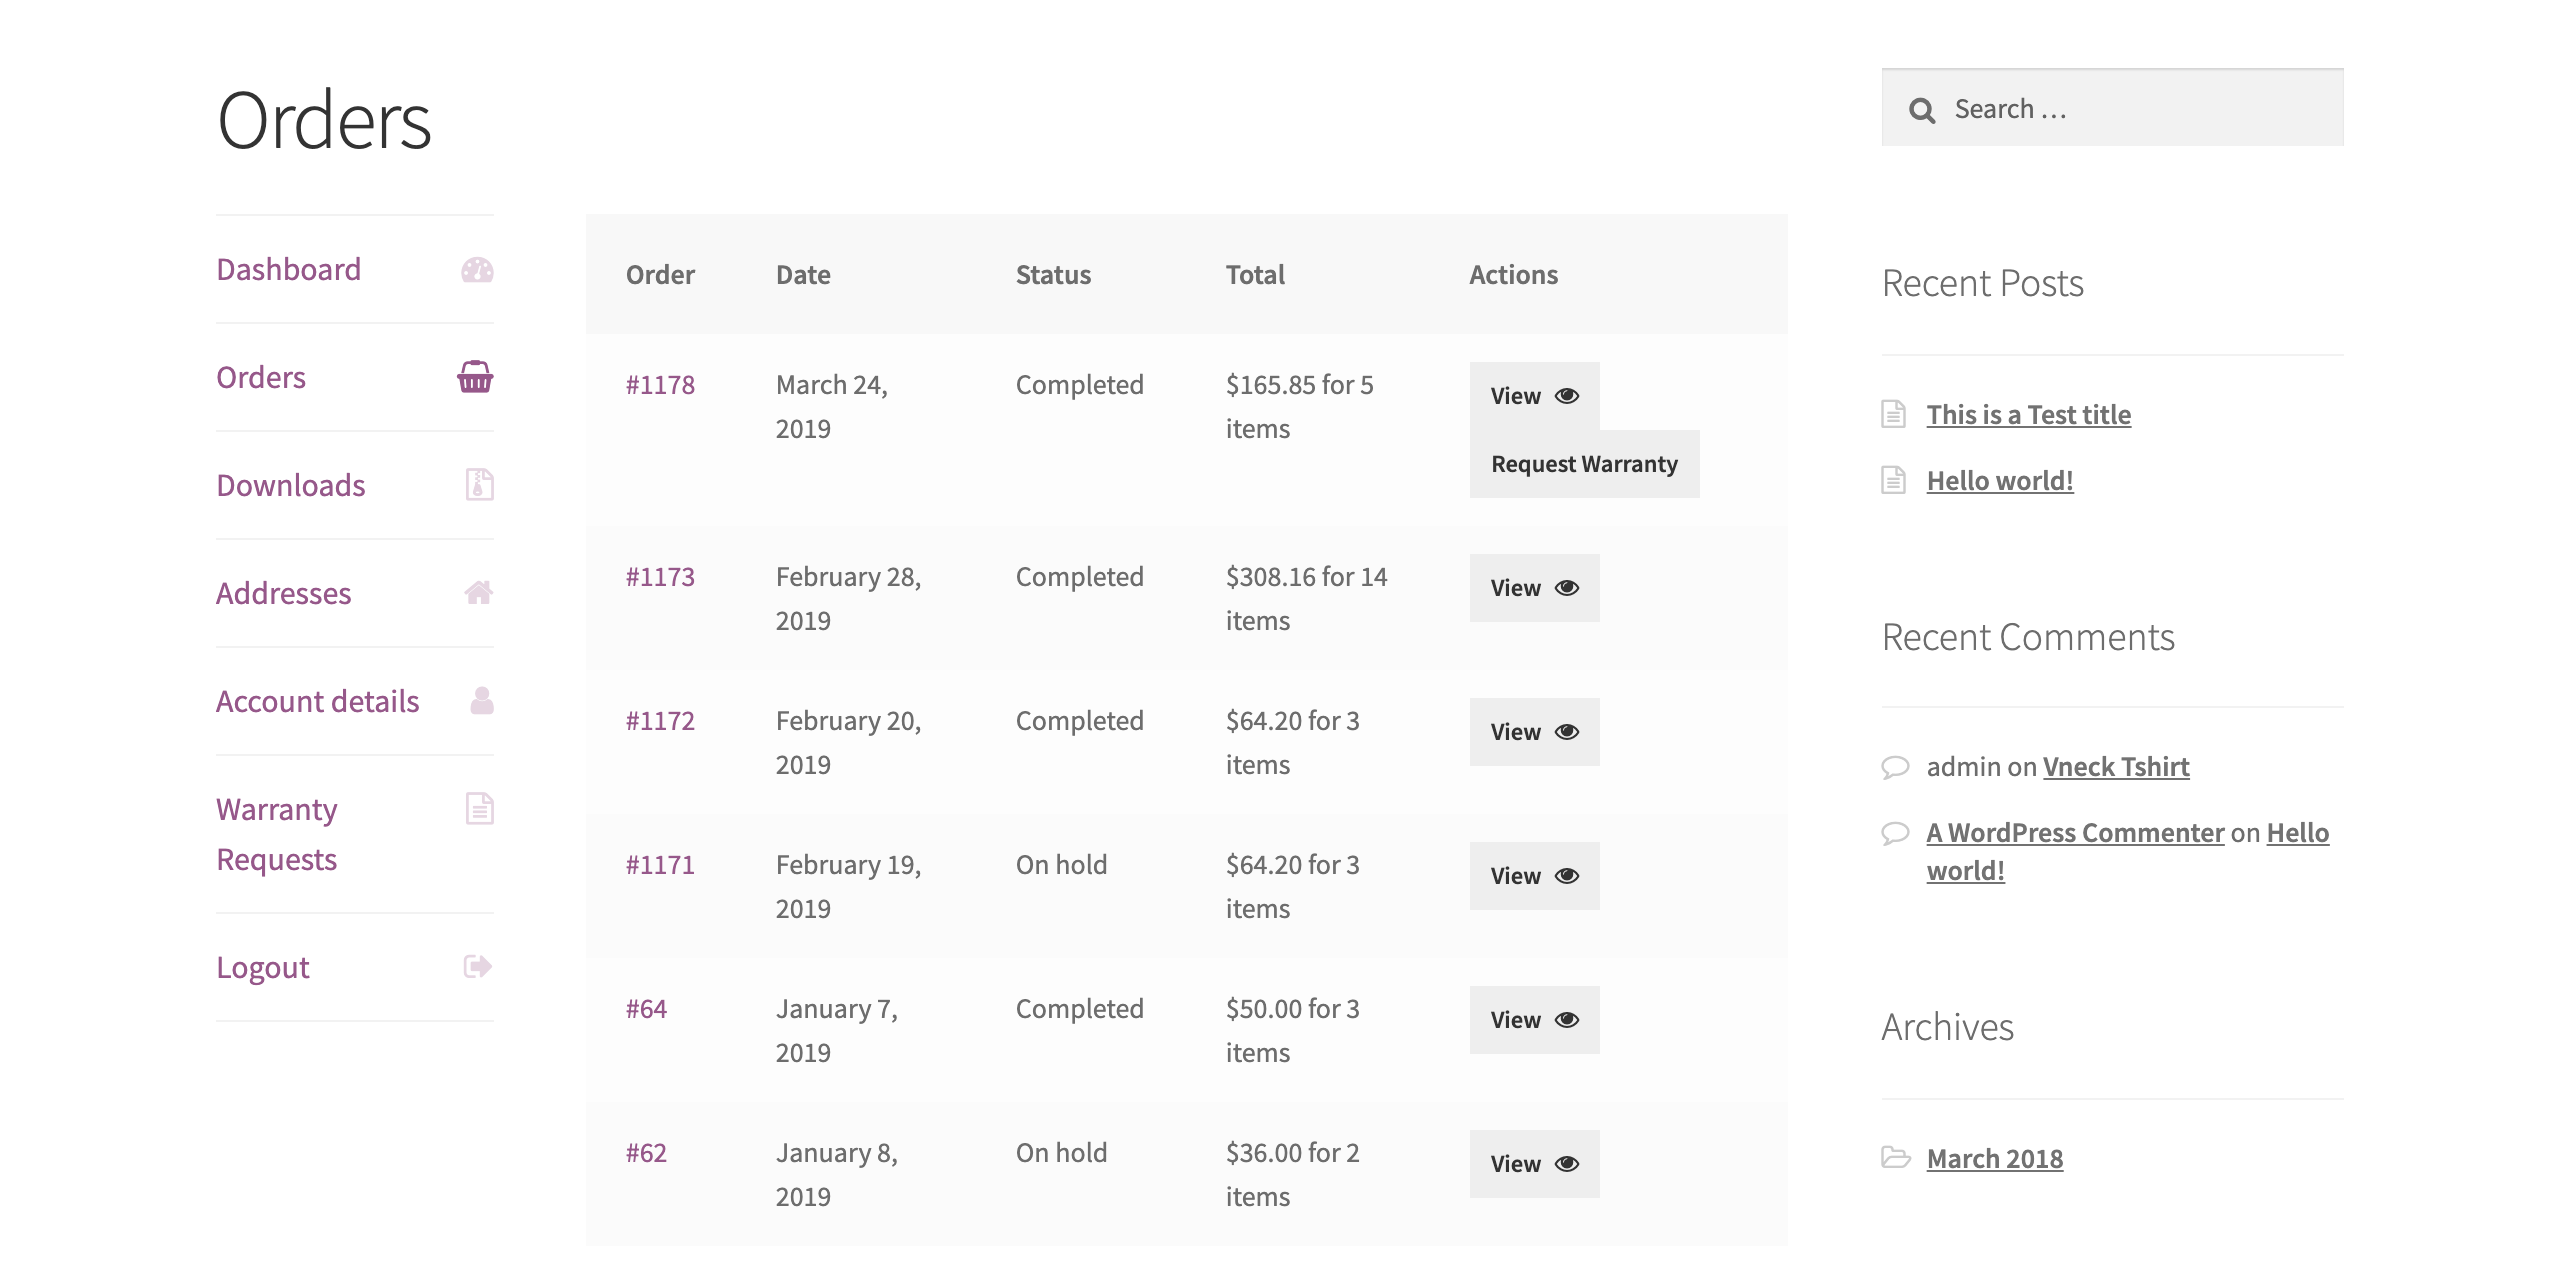 Orders
Dashboard
Orders
Downloads
Addresses
Account details
Warranty
Requests
Logout
Order Date Status Total Actions
#1178 March 24, Completed $165.85 for 5 View
2019 items
Request Warranty
#1173 February 28, Completed $308.16 for 14 View
2019 items
#1172 February 20, Completed $64.20 for 3 View
2019 items
#1171 February 19, On hold $64.20 for 3 View
2019 items
#64 January 7, Completed $50.00 for 3 View
2019 items
#62 January 8, On hold $36.00 for 2 View
2019 items
Search …
Recent Posts
This is a Test title
Hello world!
Recent Comments
admin on Vneck Tshirt
A WordPress Commenter on Hello
world!
Archives
March 2018